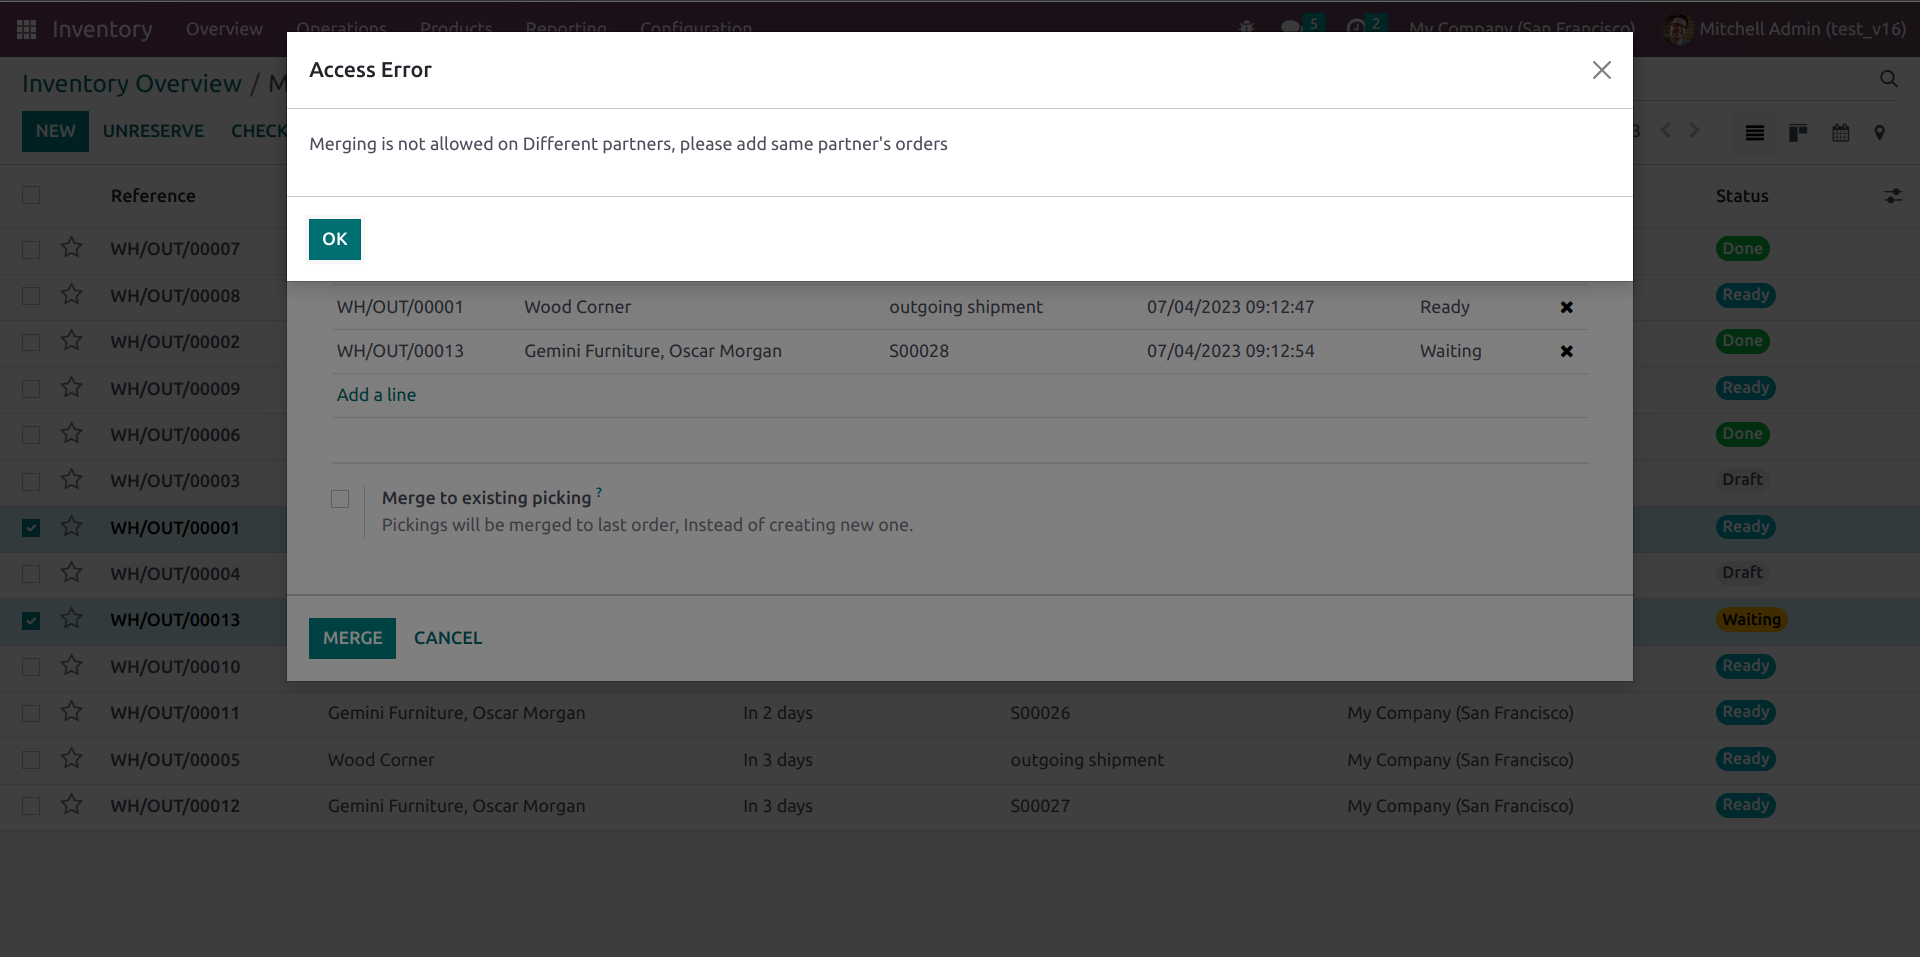 Inventory Overview Operations Products Reporting Configuration 5 2 My Company (San Francisco) Mitchell Admin (test_v16)
Access Error
Inventory Overview / M
NEW UNRESERVE CHECK
Merging is not allowed on Different partners, please add same partner's orders
Reference Status
OK
WH/OUT/00007 Done
WH/OUT/00008 Ready
WH/OUT/00001 Wood Corner outgoing shipment 07/04/2023 09:12:47 Ready
WH/OUT/00002 Done
WH/OUT/00013 Gemini Furniture, Oscar Morgan S00028 07/04/2023 09:12:54 Waiting
WH/OUT/00009 Ready
Add a line
WH/OUT/00006 Done
WH/OUT/00003 Draft
Merge to existing picking ?
Pickings will be merged to last order, Instead of creating new one.
WH/OUT/00001 Ready
WH/OUT/00004 Draft
WH/OUT/00013 Waiting
MERGE CANCEL
WH/OUT/00010 Ready
WH/OUT/00011 Gemini Furniture, Oscar Morgan In 2 days S00026 My Company (San Francisco) Ready
WH/OUT/00005 Wood Corner In 3 days outgoing shipment My Company (San Francisco) Ready
WH/OUT/00012 Gemini Furniture, Oscar Morgan In 3 days S00027 My Company (San Francisco) Ready